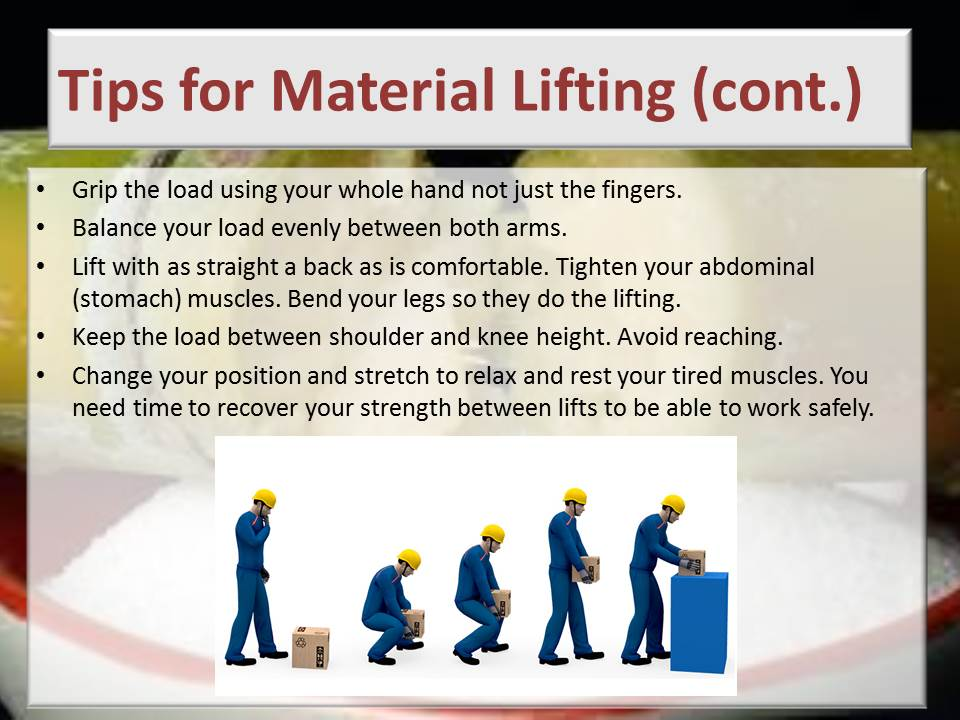 Tips for Material Lifting (cont.)
• Grip the load using your whole hand not just the fingers.
• Balance your load evenly between both arms.
• Lift with as straight a back as is comfortable. Tighten your abdominal
(stomach) muscles. Bend your legs so they do the lifting.
• Keep the load between shoulder and knee height. Avoid reaching.
• Change your position and stretch to relax and rest your tired muscles. You
need time to recover your strength between lifts to be able to work safely.